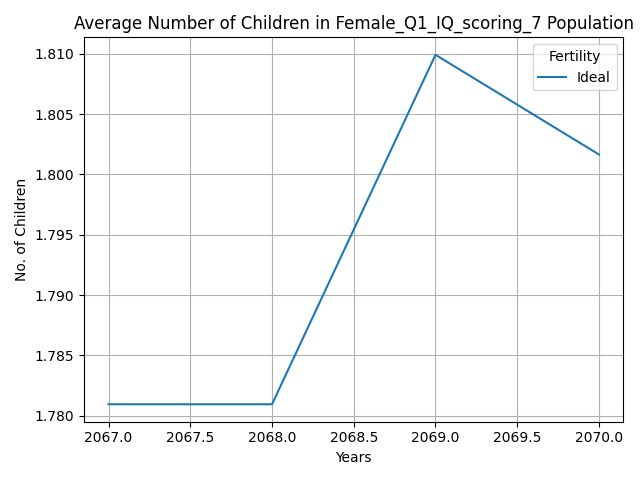 Average Number of Children in Female_Q1_IQ_scoring_7 Population
Fertility
Ideal
No. of Children
1.810
1.805
1.800
1.795
1.790
1.785
1.780
2067.0 2067.5 2068.0 2068.5 2069.0 2069.5 2070.0
Years